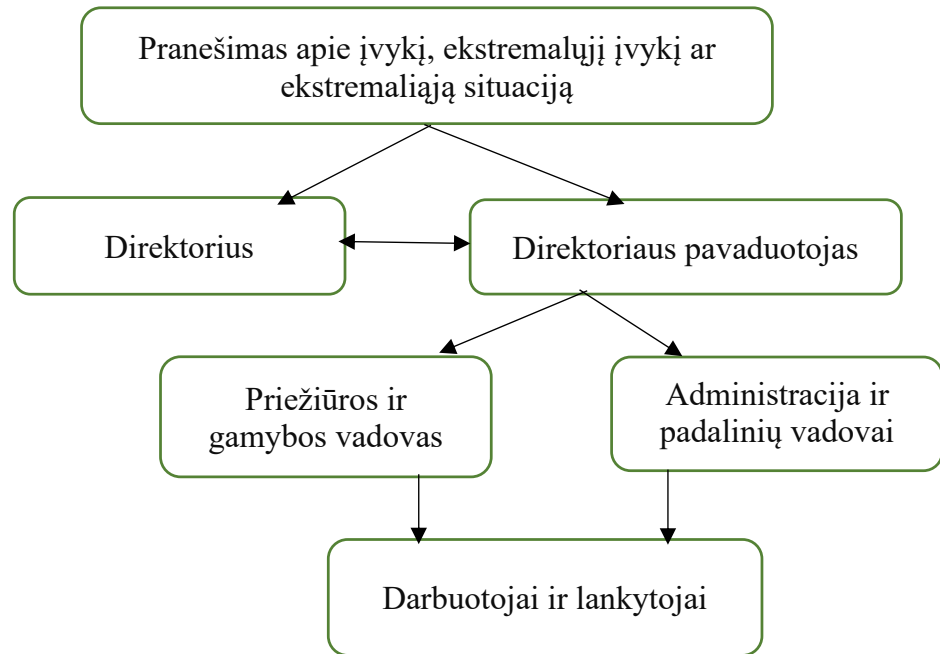 Pranešimas apie įvykį, ekstremalųjį įvykį ar
ekstremaliąją situaciją
Direktorius
Direktoriaus pavaduotojas
Priežiūros ir
gamybos vadovas
Administracija ir
padalinių vadovai
Darbuotojai ir lankytojai